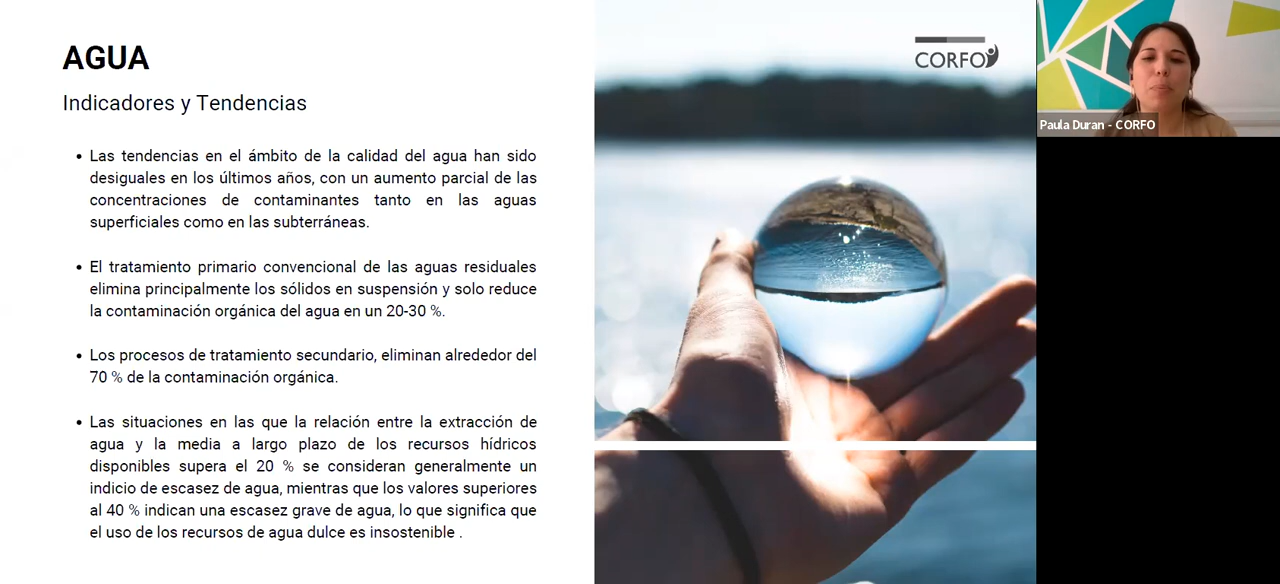 AGUA
Indicadores y Tendencias
• Las tendencias en el ámbito de la calidad del agua han sido
desiguales en los últimos años, con un aumento parcial de las
concentraciones de contaminantes tanto en las aguas
superficiales como en las subterráneas.
• El tratamiento primario convencional de las aguas residuales
elimina principalmente los sólidos en suspensión y solo reduce
la contaminación orgánica del agua en un 20-30 %.
• Los procesos de tratamiento secundario, eliminan alrededor del
70 % de la contaminación orgánica.
• Las situaciones en las que la relación entre la extracción de
agua y la media a largo plazo de los recursos hídricos
disponibles supera el 20 % se consideran generalmente un
indicio de escasez de agua, mientras que los valores superiores
al 40 % indican una escasez grave de agua, lo que significa que
el uso de los recursos de agua dulce es insostenible .
CORFO
Paula Duran - CORFO